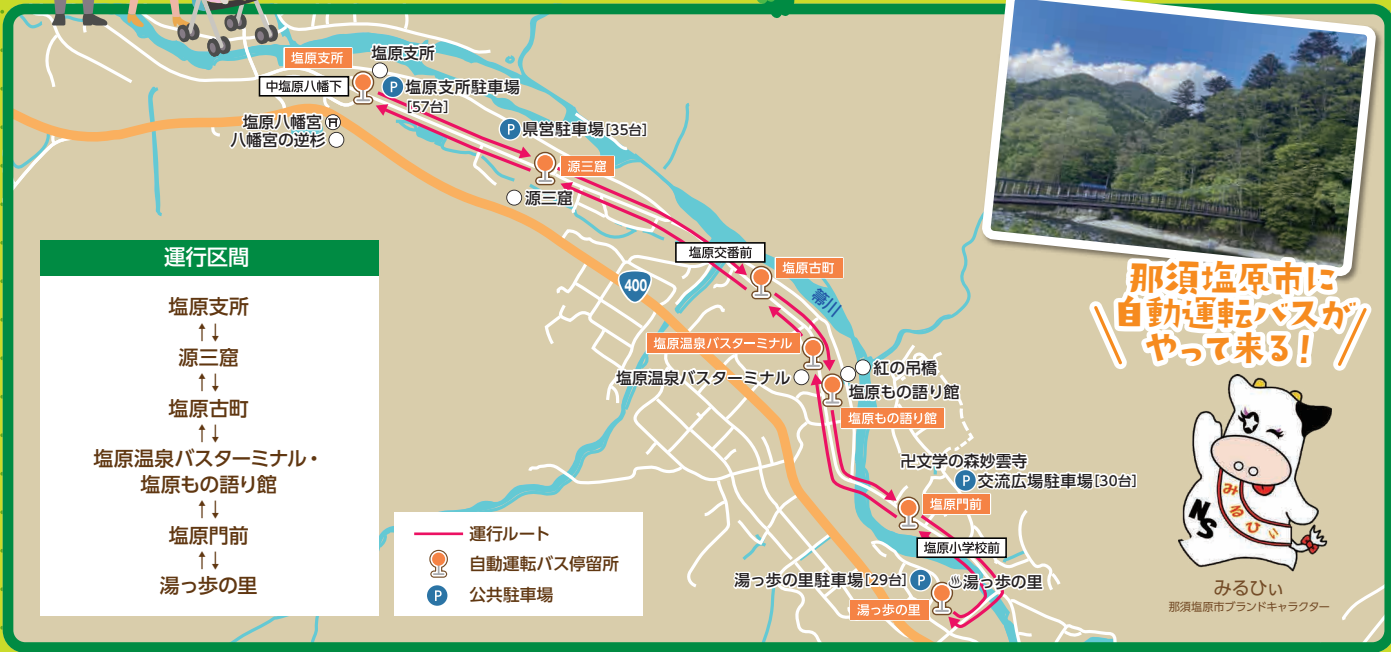 塩原支所
塩原支所
中塩原八幡下
P 塩原支所駐車場
[57台]
塩原八幡宮
八幡宮の逆杉
P 県営駐車場[35台]
源三窟
源三窟
塩原交番前
塩原古町
400
箒川
塩原温泉バスターミナル
塩原温泉バスターミナル
紅の吊橋
塩原もの語り館
塩原もの語り館
卍文学の森妙雲寺
P 交流広場駐車場[30台]
塩原門前
塩原小学校前
湯っ歩の里駐車場[29台] P
♨湯っ歩の里
湯っ歩の里
運行区間
塩原支所
↑↓
源三窟
↑↓
塩原古町
↑↓
塩原温泉バスターミナル・
塩原もの語り館
↑↓
塩原門前
↑↓
湯っ歩の里
運行ルート
自動運転バス停留所
P 公共駐車場
那須塩原市に
自動運転バスが
やって来る!
みるひぃ
NS
みるひぃ
那須塩原市ブランドキャラクター